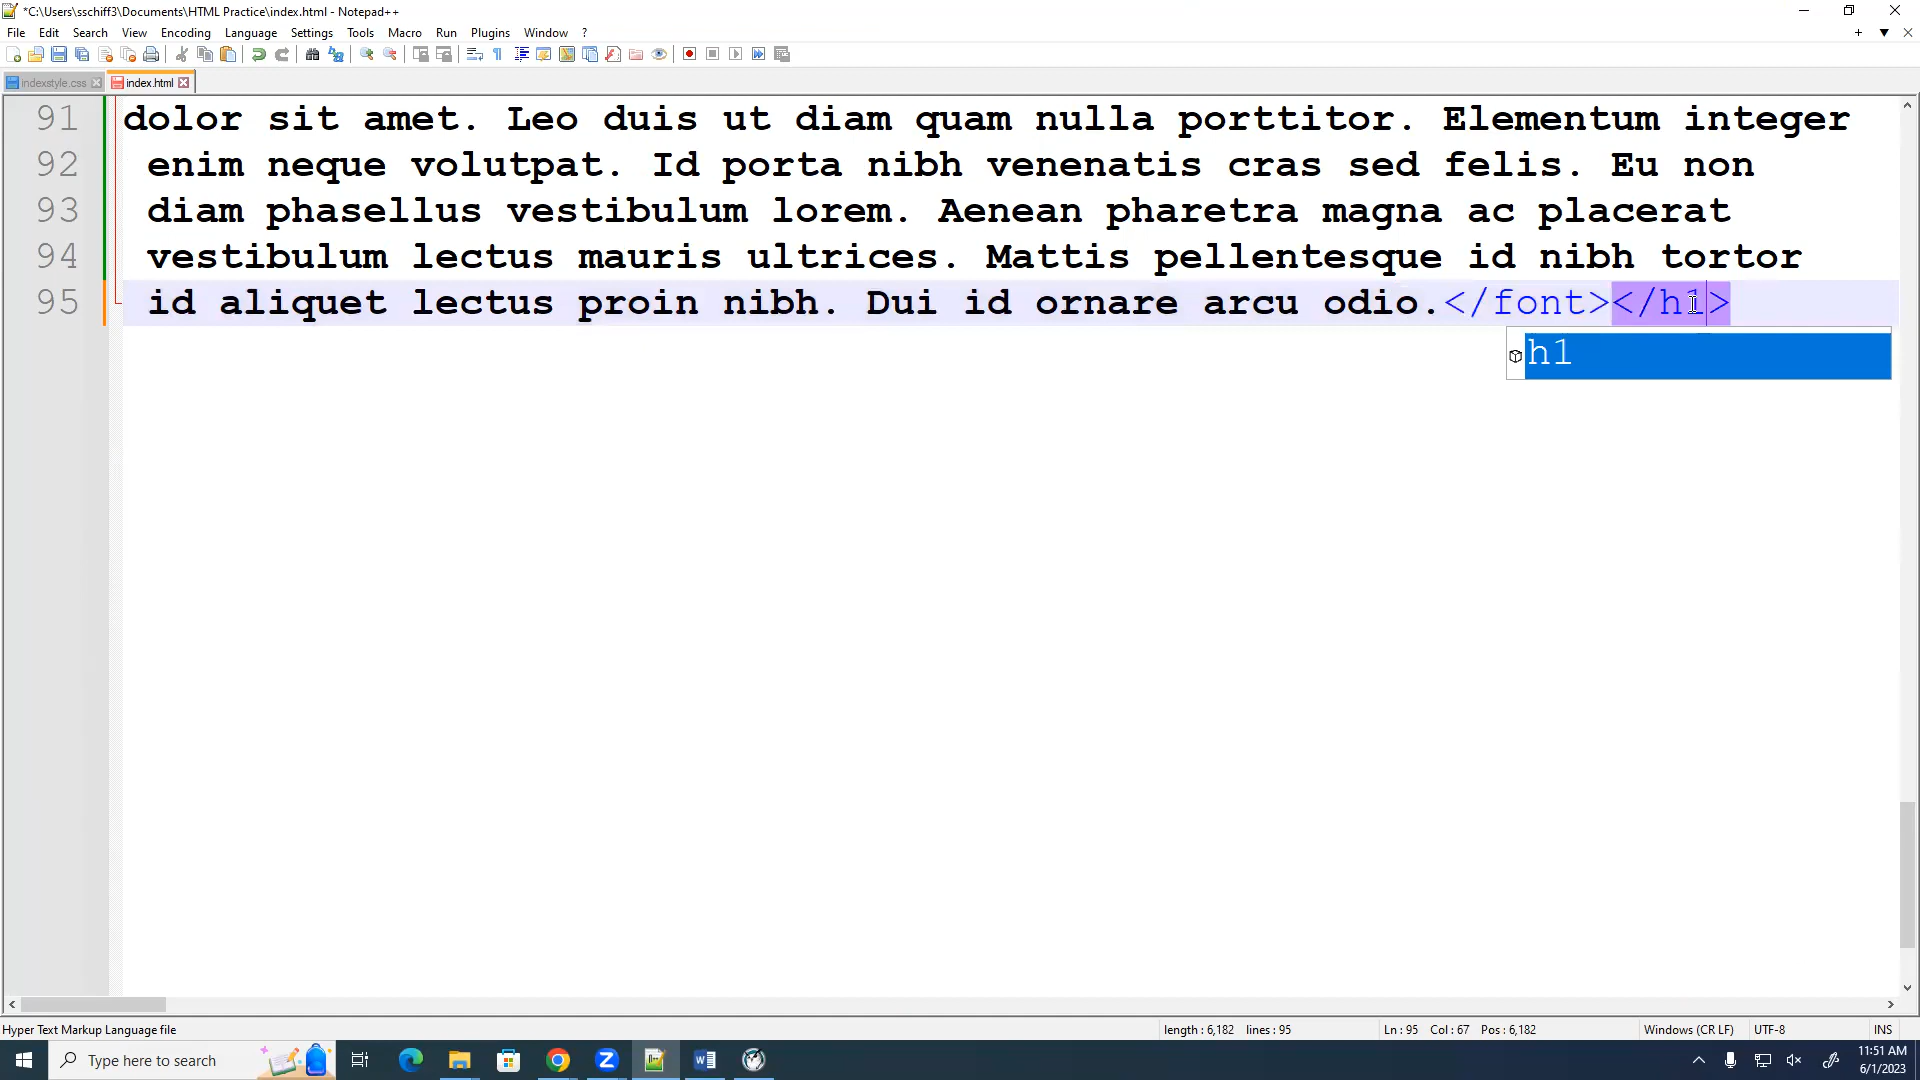 *C:\Users\sschiff3\Documents\HTML Practice\index.html - Notepad++
File Edit Search View Encoding Language Settings Tools Macro Run Plugins Window ?
indexstyle.css index.html
91 dolor sit amet. Leo duis ut diam quam nulla porttitor. Elementum integer
92 enim neque volutpat. Id porta nibh venenatis cras sed felis. Eu non
93 diam phasellus vestibulum lorem. Aenean pharetra magna ac placerat
94 vestibulum lectus mauris ultrices. Mattis pellentesque id nibh tortor
95 id aliquet lectus proin nibh. Dui id ornare arcu odio.</font></h1>
h1
Hyper Text Markup Language file length : 6,182 lines : 95 Ln : 95 Col : 67 Pos : 6,182 Windows (CR LF) UTF-8 INS
Type here to search
11:51 AM
6/1/2023